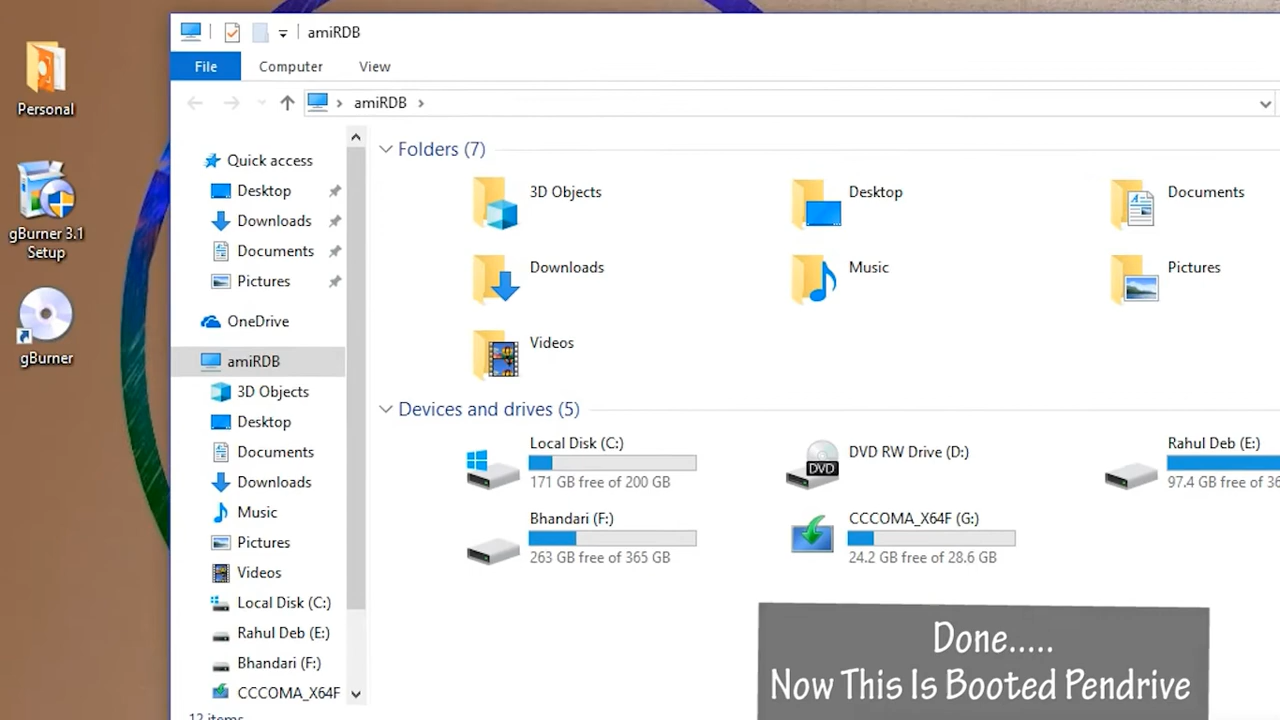 Personal
gBurner 3.1
Setup
gBurner
amiRDB
File
Computer
View
amiRDB
Quick access
Desktop
Downloads
Documents
Pictures
OneDrive
amiRDB
3D Objects
Desktop
Documents
Downloads
Music
Pictures
Videos
Local Disk (C:)
Rahul Deb (E:)
Bhandari (F:)
CCCOMA_X64F
12 items
Folders (7)
3D Objects
Desktop
Documents
Downloads
Music
Pictures
Videos
Devices and drives (5)
Local Disk (C:)
171 GB free of 200 GB
DVD RW Drive (D:)
DVD
Rahul Deb (E:)
97.4 GB free of 36
Bhandari (F:)
263 GB free of 365 GB
CCCOMA_X64F (G:)
24.2 GB free of 28.6 GB
Done.....
Now This Is Booted Pendrive